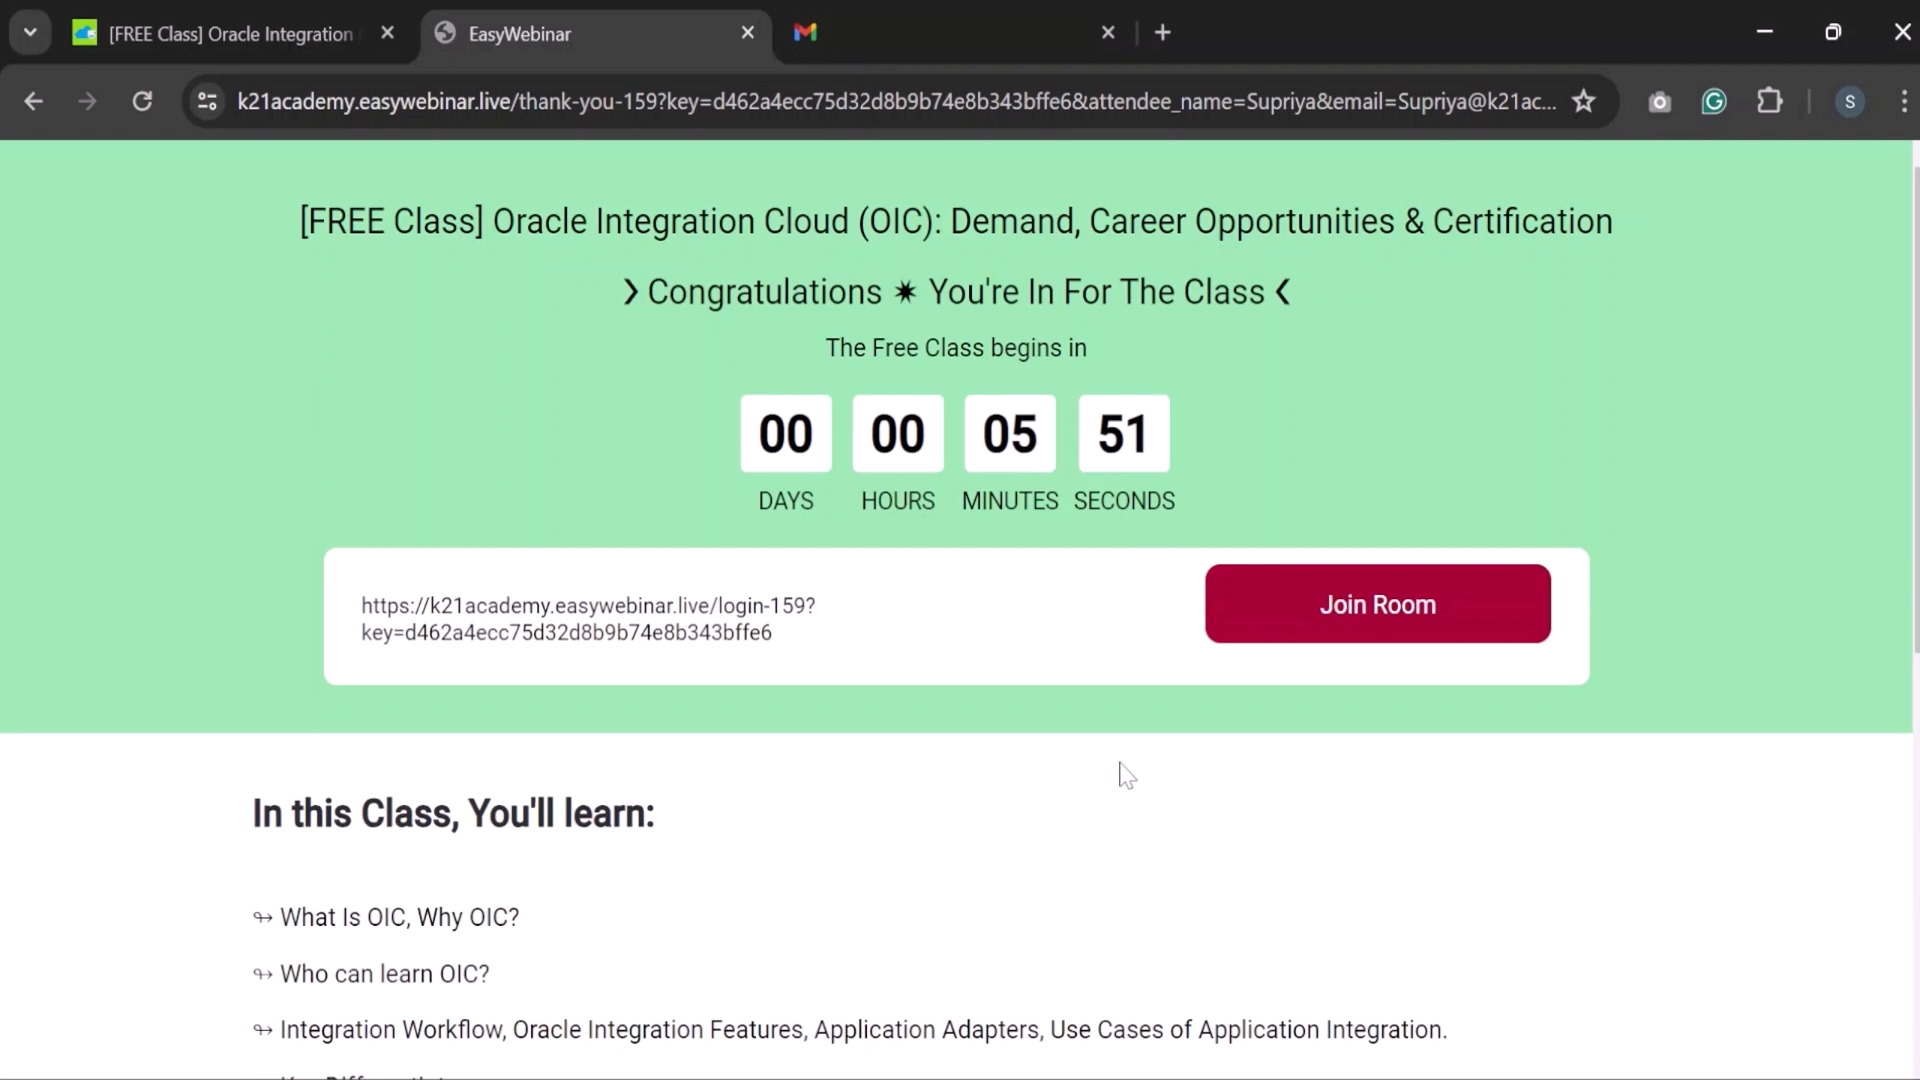 [FREE Class] Oracle Integration
EasyWebinar
k21academy.easywebinar.live/thank-you-159?key=d462a4ecc75d32d8b9b74e8b343bffe6&attendee_name=Supriya&email=Supriya@k21ac...
S
[FREE Class] Oracle Integration Cloud (OIC): Demand, Career Opportunities & Certification
❯ Congratulations ✷ You're In For The Class ❮
The Free Class begins in
00 00 05 51
DAYS HOURS MINUTES SECONDS
https://k21academy.easywebinar.live/login-159?
key=d462a4ecc75d32d8b9b74e8b343bffe6
Join Room
In this Class, You'll learn:
↬ What Is OIC, Why OIC?
↬ Who can learn OIC?
↬ Integration Workflow, Oracle Integration Features, Application Adapters, Use Cases of Application Integration.